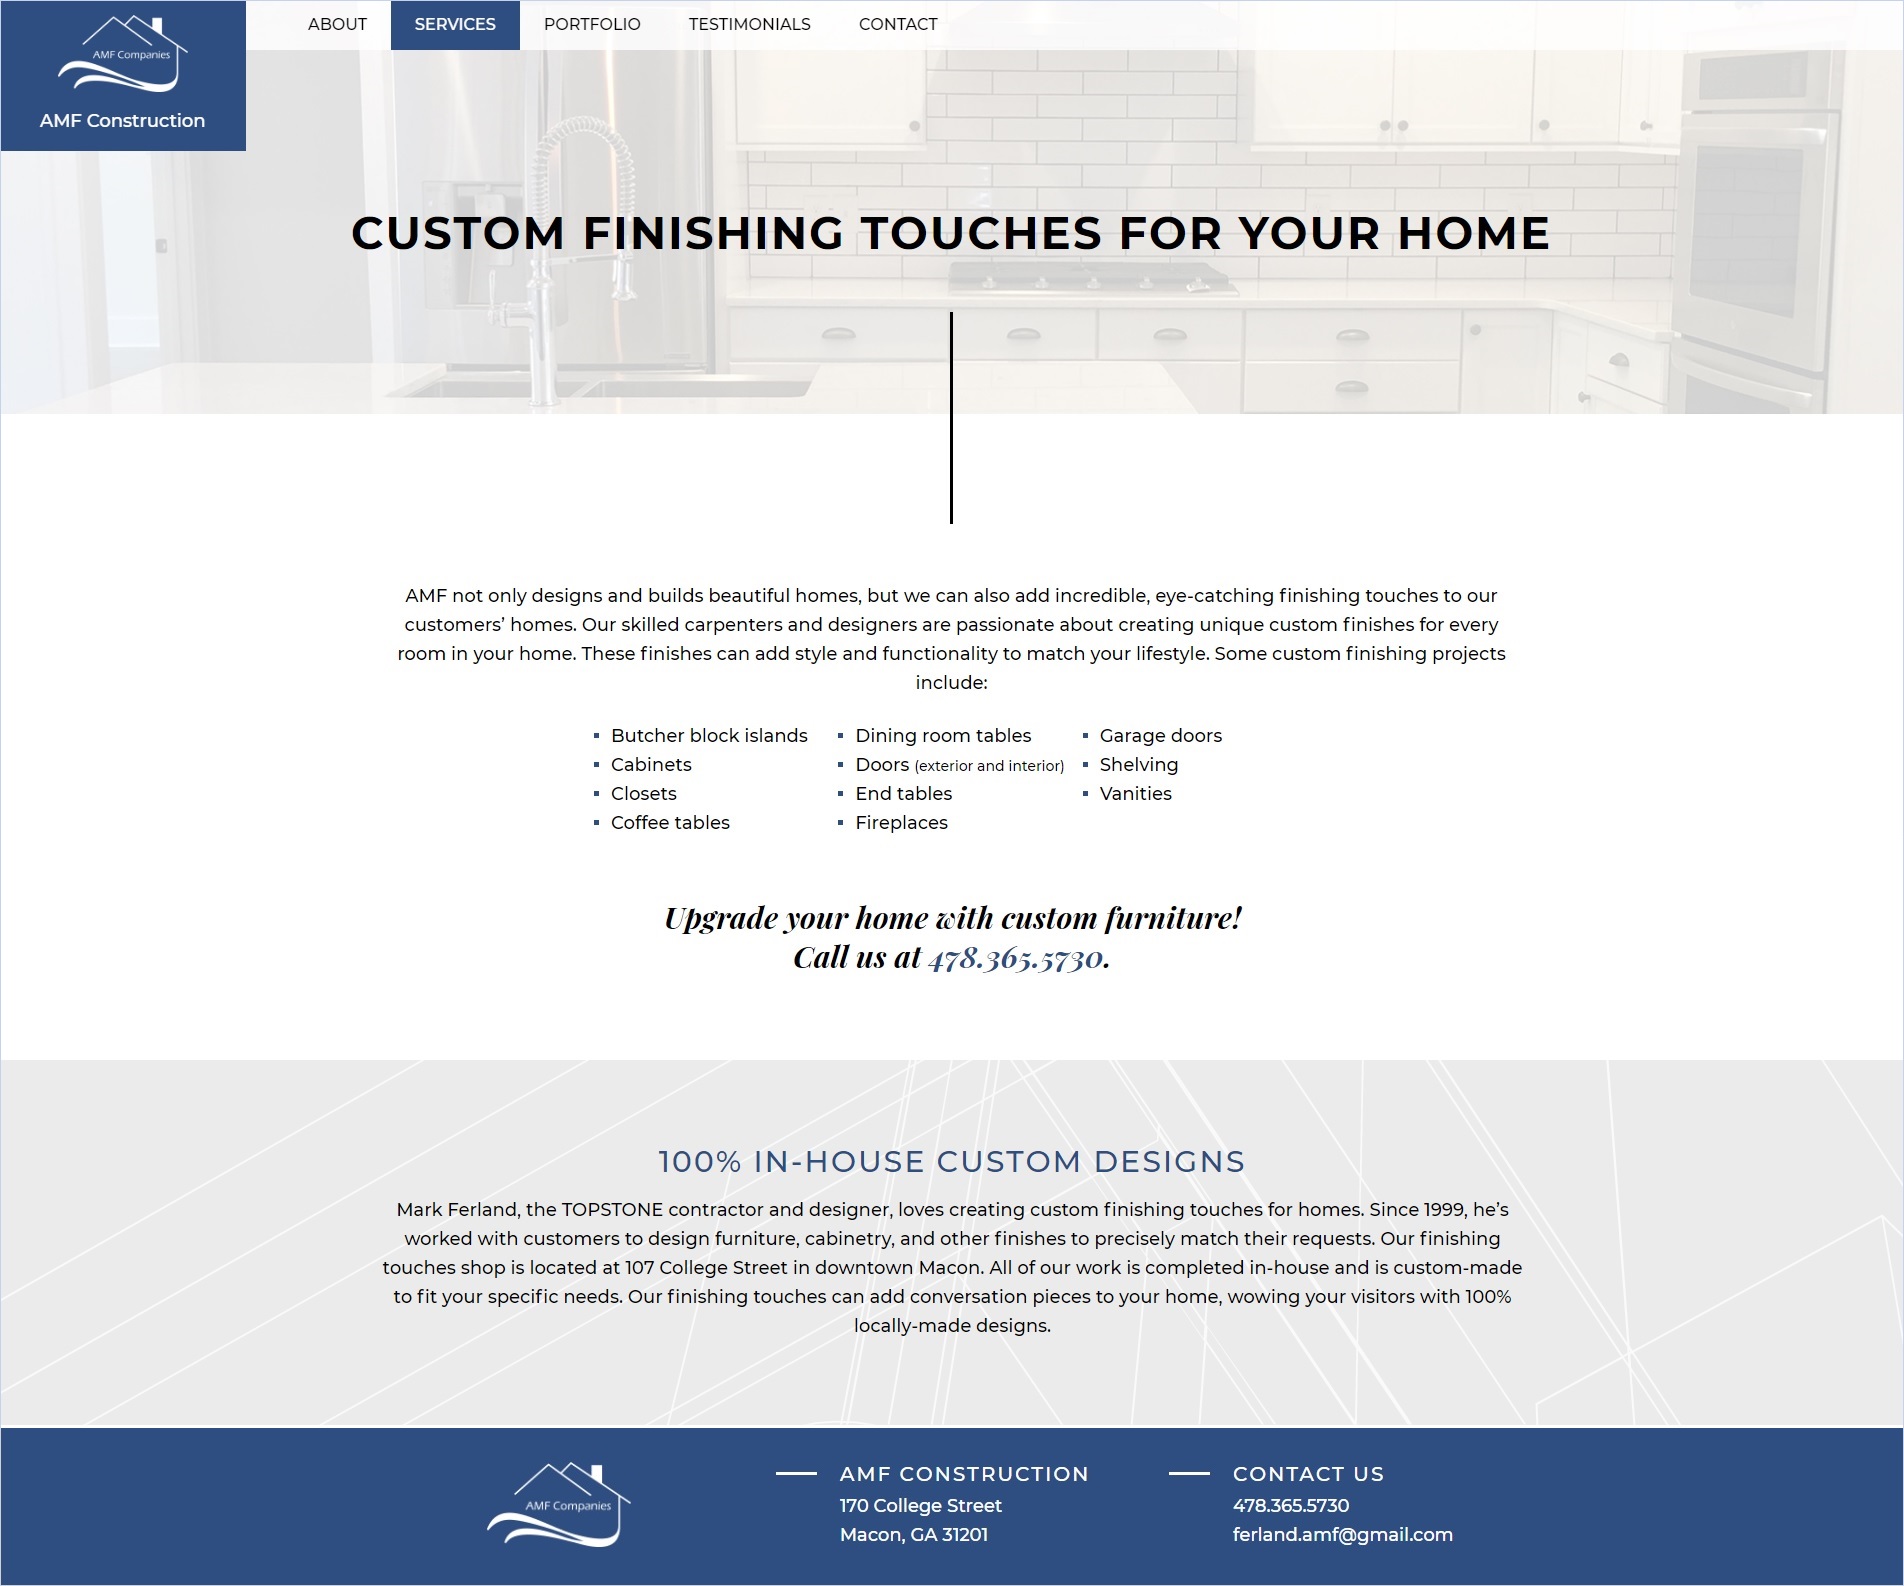 AMF Companies
AMF Construction
ABOUT SERVICES PORTFOLIO TESTIMONIALS CONTACT
CUSTOM FINISHING TOUCHES FOR YOUR HOME
AMF not only designs and builds beautiful homes, but we can also add incredible, eye-catching finishing touches to our
customers’ homes. Our skilled carpenters and designers are passionate about creating unique custom finishes for every
room in your home. These finishes can add style and functionality to match your lifestyle. Some custom finishing projects
include:
Butcher block islands
Cabinets
Closets
Coffee tables
Dining room tables
Doors (exterior and interior)
End tables
Fireplaces
Garage doors
Shelving
Vanities
Upgrade your home with custom furniture!
Call us at 478.365.5730.
100% IN-HOUSE CUSTOM DESIGNS
Mark Ferland, the TOPSTONE contractor and designer, loves creating custom finishing touches for homes. Since 1999, he’s
worked with customers to design furniture, cabinetry, and other finishes to precisely match their requests. Our finishing
touches shop is located at 107 College Street in downtown Macon. All of our work is completed in-house and is custom-made
to fit your specific needs. Our finishing touches can add conversation pieces to your home, wowing your visitors with 100%
locally-made designs.
AMF Companies
AMF CONSTRUCTION
170 College Street
Macon, GA 31201
CONTACT US
478.365.5730
ferland.amf@gmail.com